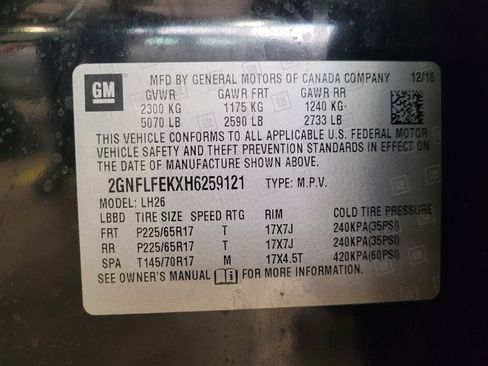 GM
MFD BY GENERAL MOTORS OF CANADA COMPANY 12/16
GVWR GAWR FRT GAWR RR
2300 KG 1175 KG 1240 KG
5070 LB 2590 LB 2733 LB
THIS VEHICLE CONFORMS TO ALL APPLICABLE U.S. FEDERAL MOTOR
VEHICLE SAFETY AND THEFT PREVENTION STANDARDS IN EFFECT ON
THE DATE OF MANUFACTURE SHOWN ABOVE.
2GNFLFEKXH6259121 TYPE: M.P.V.
MODEL: LH26
LBBD TIRE SIZE SPEED RTG RIM COLD TIRE PRESSURE
FRT P225/65R17 T 17X7J 240KPA(35PSI)
RR P225/65R17 T 17X7J 240KPA(35PSI)
SPA T145/70R17 M 17X4.5T 420KPA(60PSI)
SEE OWNER'S MANUAL FOR MORE INFORMATION.